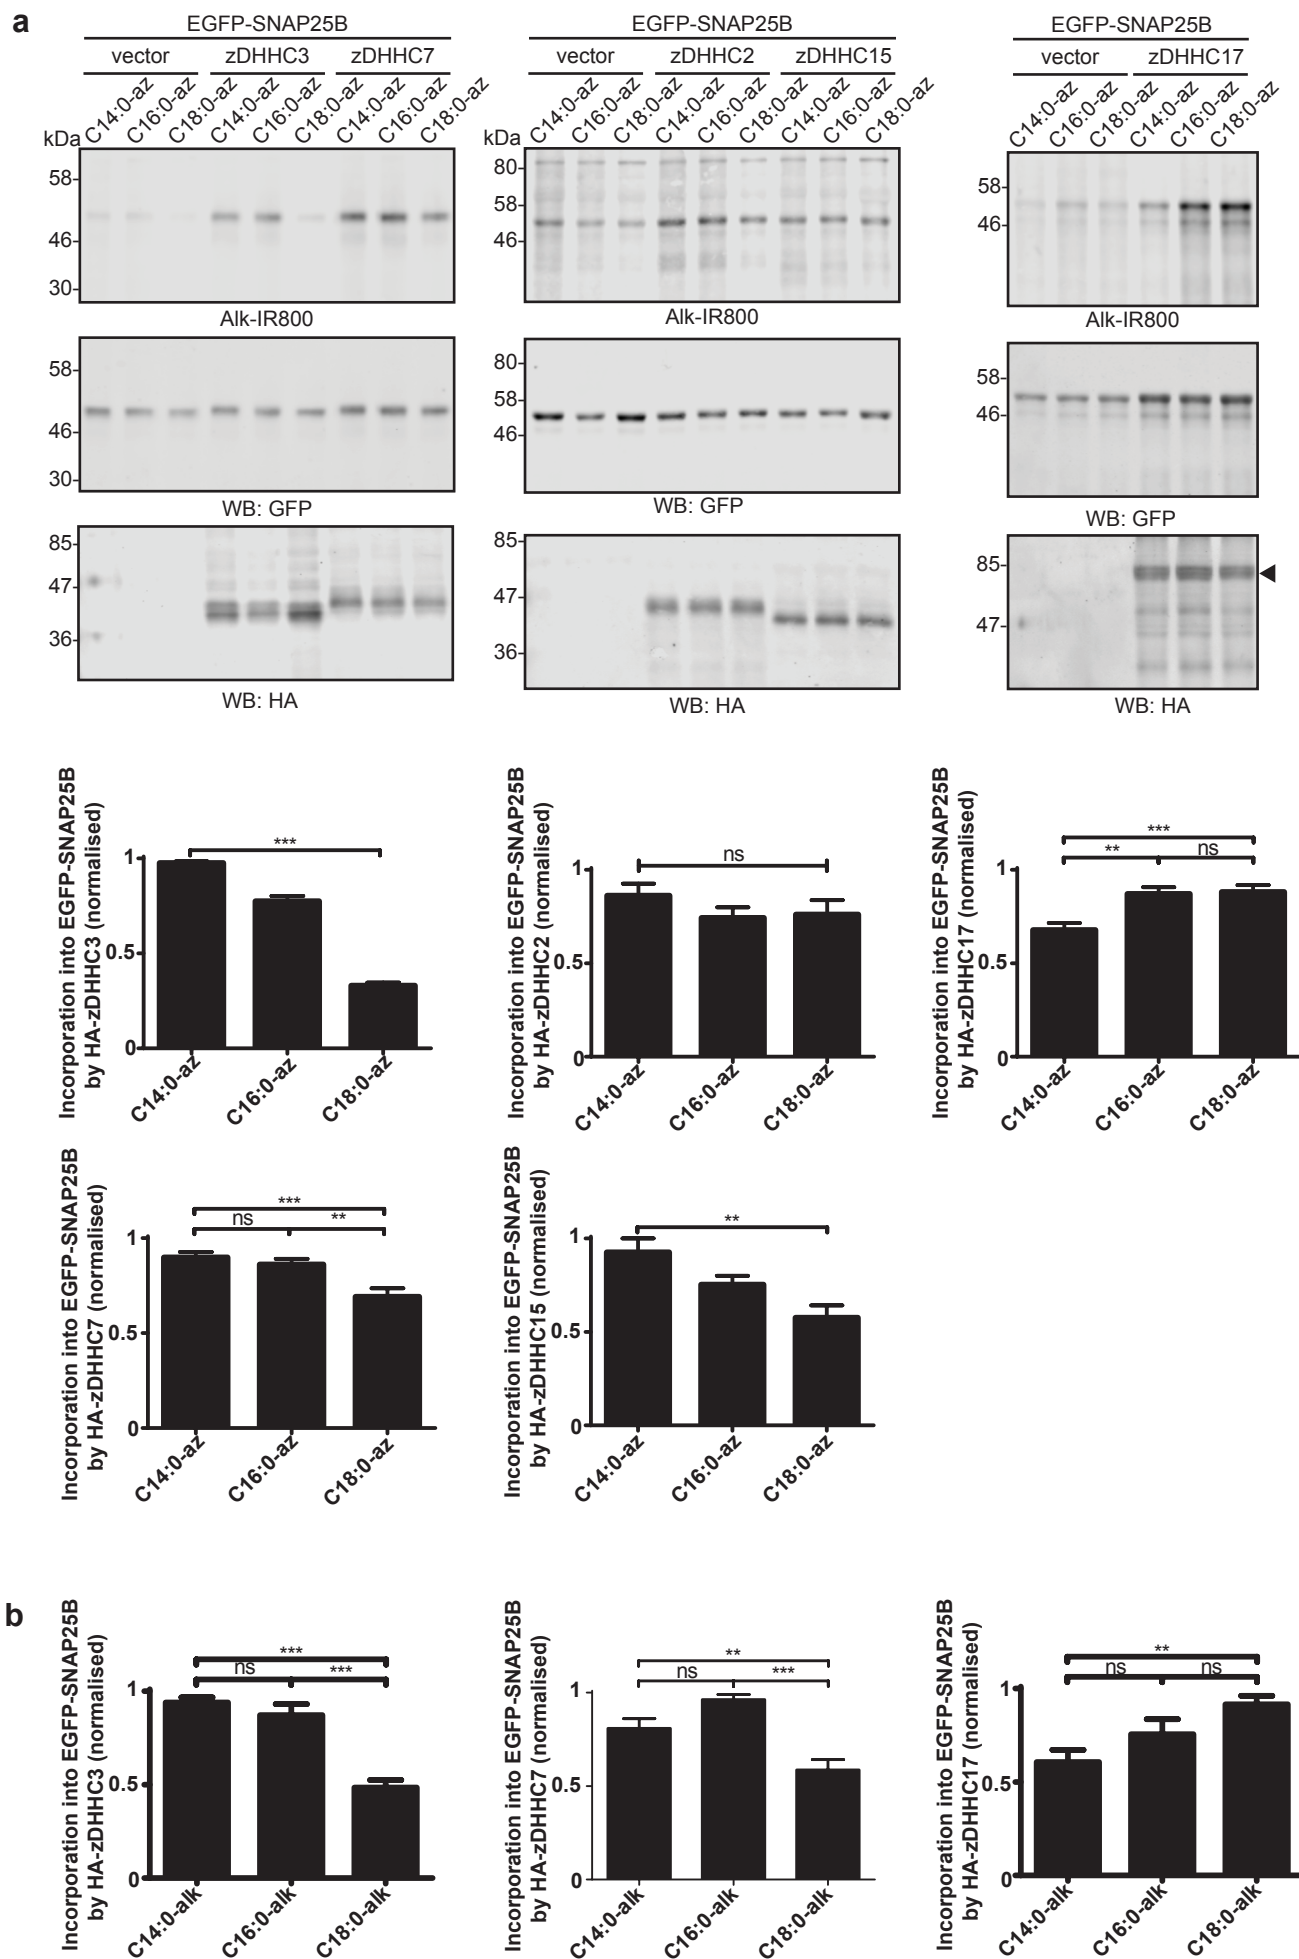 a
EGFP-SNAP25B
vector zDHHC3 zDHHC7
C14:0-az C16:0-az C18:0-az C14:0-az C16:0-az C18:0-az C14:0-az C16:0-az C18:0-az
kDa
58-
46-
30-
Alk-IR800
58-
46-
30-
WB: GFP
85-
47-
36-
WB: HA
EGFP-SNAP25B
vector zDHHC2 zDHHC15
C14:0-az C16:0-az C18:0-az C14:0-az C16:0-az C18:0-az C14:0-az C16:0-az C18:0-az
kDa
80-
58-
46-
Alk-IR800
80-
58-
46-
WB: GFP
85-
47-
36-
WB: HA
EGFP-SNAP25B
vector zDHHC17
C14:0-az C16:0-az C18:0-az C14:0-az C16:0-az C18:0-az
58-
46-
Alk-IR800
58-
46-
WB: GFP
85-
47-
WB: HA
Incorporation into EGFP-SNAP25B
by HA-zDHHC3 (normalised)
1
0.5
0
***
C14:0-az C16:0-az C18:0-az
Incorporation into EGFP-SNAP25B
by HA-zDHHC2 (normalised)
1
0.5
0
ns
C14:0-az C16:0-az C18:0-az
Incorporation into EGFP-SNAP25B
by HA-zDHHC17 (normalised)
1
0.5
0
***
** ns
C14:0-az C16:0-az C18:0-az
Incorporation into EGFP-SNAP25B
by HA-zDHHC7 (normalised)
1
0.5
0
***
ns **
C14:0-az C16:0-az C18:0-az
Incorporation into EGFP-SNAP25B
by HA-zDHHC15 (normalised)
1
0.5
0
**
C14:0-az C16:0-az C18:0-az
b
Incorporation into EGFP-SNAP25B
by HA-zDHHC3 (normalised)
1
0.5
0
***
ns ***
C14:0-alk C16:0-alk C18:0-alk
Incorporation into EGFP-SNAP25B
by HA-zDHHC7 (normalised)
1
0.5
0
**
ns ***
C14:0-alk C16:0-alk C18:0-alk
Incorporation into EGFP-SNAP25B
by HA-zDHHC17 (normalised)
1
0.5
0
**
ns ns
C14:0-alk C16:0-alk C18:0-alk